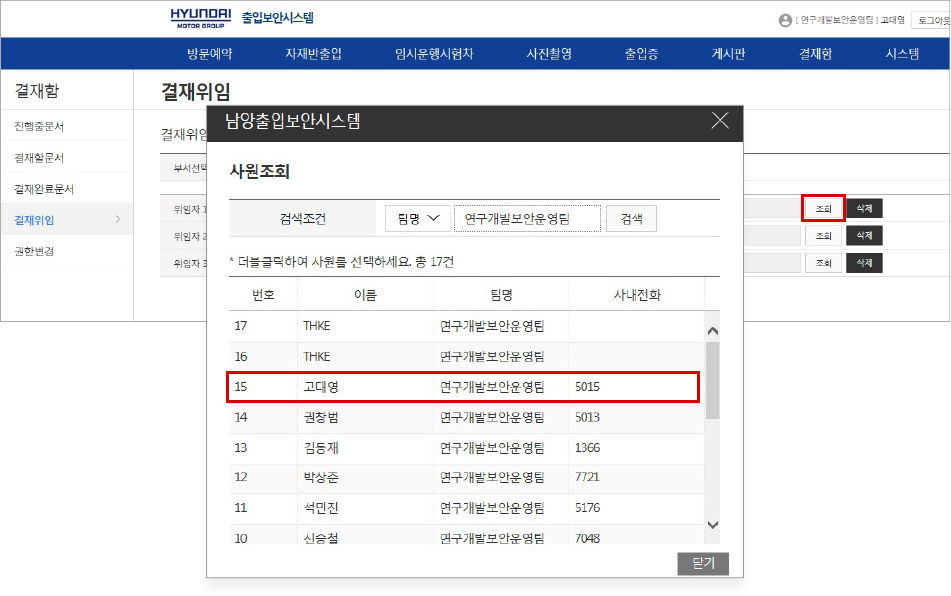 HYUNDAI
MOTOR GROUP
출입보안시스템
[ 연구개발보안운영팀 ] 고대영
로그아웃
방문예약 자재반출입 임시운행시험차 사진촬영 출입증 게시판 결재함 시스템
결재함
진행중문서
결재할문서
결재완료문서
결재위임
권한변경
결재위임
결재위임
부서선택
위임자 1 조회 삭제
위임자 2 조회 삭제
위임자 3 조회 삭제
남양출입보안시스템
사원조회
검색조건 팀명 연구개발보안운영팀 검색
* 더블클릭하여 사원를 선택하세요. 총 17건
번호 이름 팀명 사내전화
17 THKE 연구개발보안운영팀
16 THKE 연구개발보안운영팀
15 고대영 연구개발보안운영팀 5015
14 권창범 연구개발보안운영팀 5013
13 김동재 연구개발보안운영팀 1366
12 박상준 연구개발보안운영팀 7721
11 석민진 연구개발보안운영팀 5176
10 신승철 연구개발보안운영팀 7048
닫기